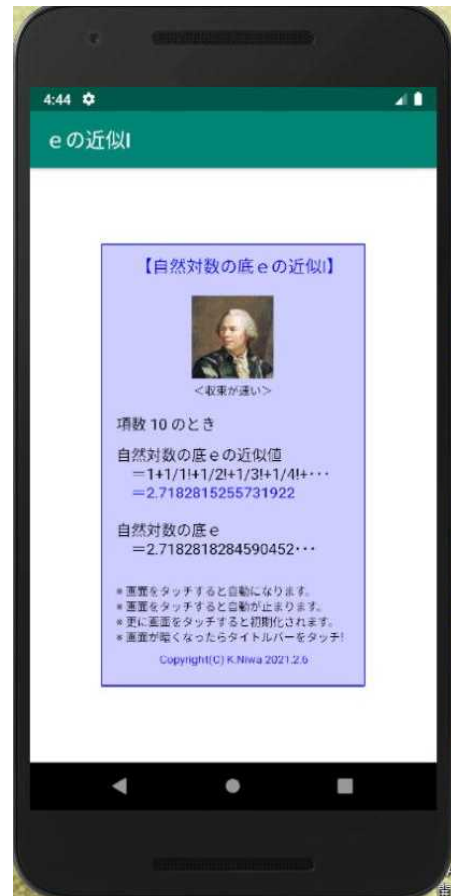 4:44
eの近似I
【自然対数の底eの近似I】
＜収束が速い＞
項数 10 のとき
自然対数の底eの近似値
＝1+1/1!+1/2!+1/3!+1/4!+･･･
＝2.7182815255731922
自然対数の底e
＝2.7182818284590452･･･
※ 画面をタッチすると自動になります。
※ 画面をタッチすると自動が止まります。
※ 更に画面をタッチすると初期化されます。
※ 画面が暗くなったらタイトルバーをタッチ!
Copyright(C) K.Niwa 2021.2.6